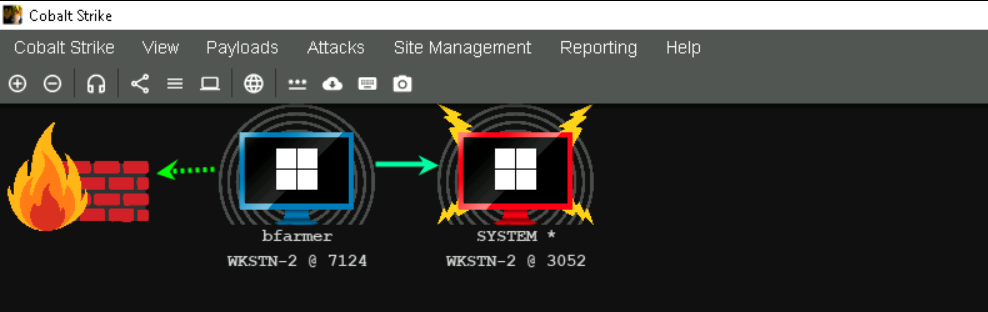 Cobalt Strike
Cobalt Strike View Payloads Attacks Site Management Reporting Help
bfarmer SYSTEM *
WKSTN-2 @ 7124 WKSTN-2 @ 3052